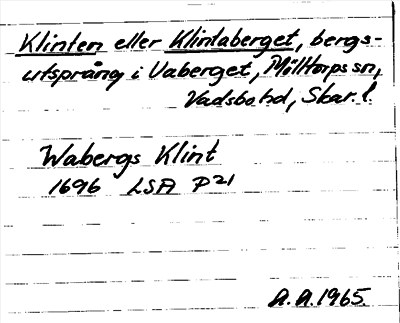 Klinten eller Klintaberget, bergs-
utsprång i Vaberget, Mölltorps sn,
Vadsbo hd, Skar. l.
Wabergs Klint
1696 LSA P21
A.A. 1965.